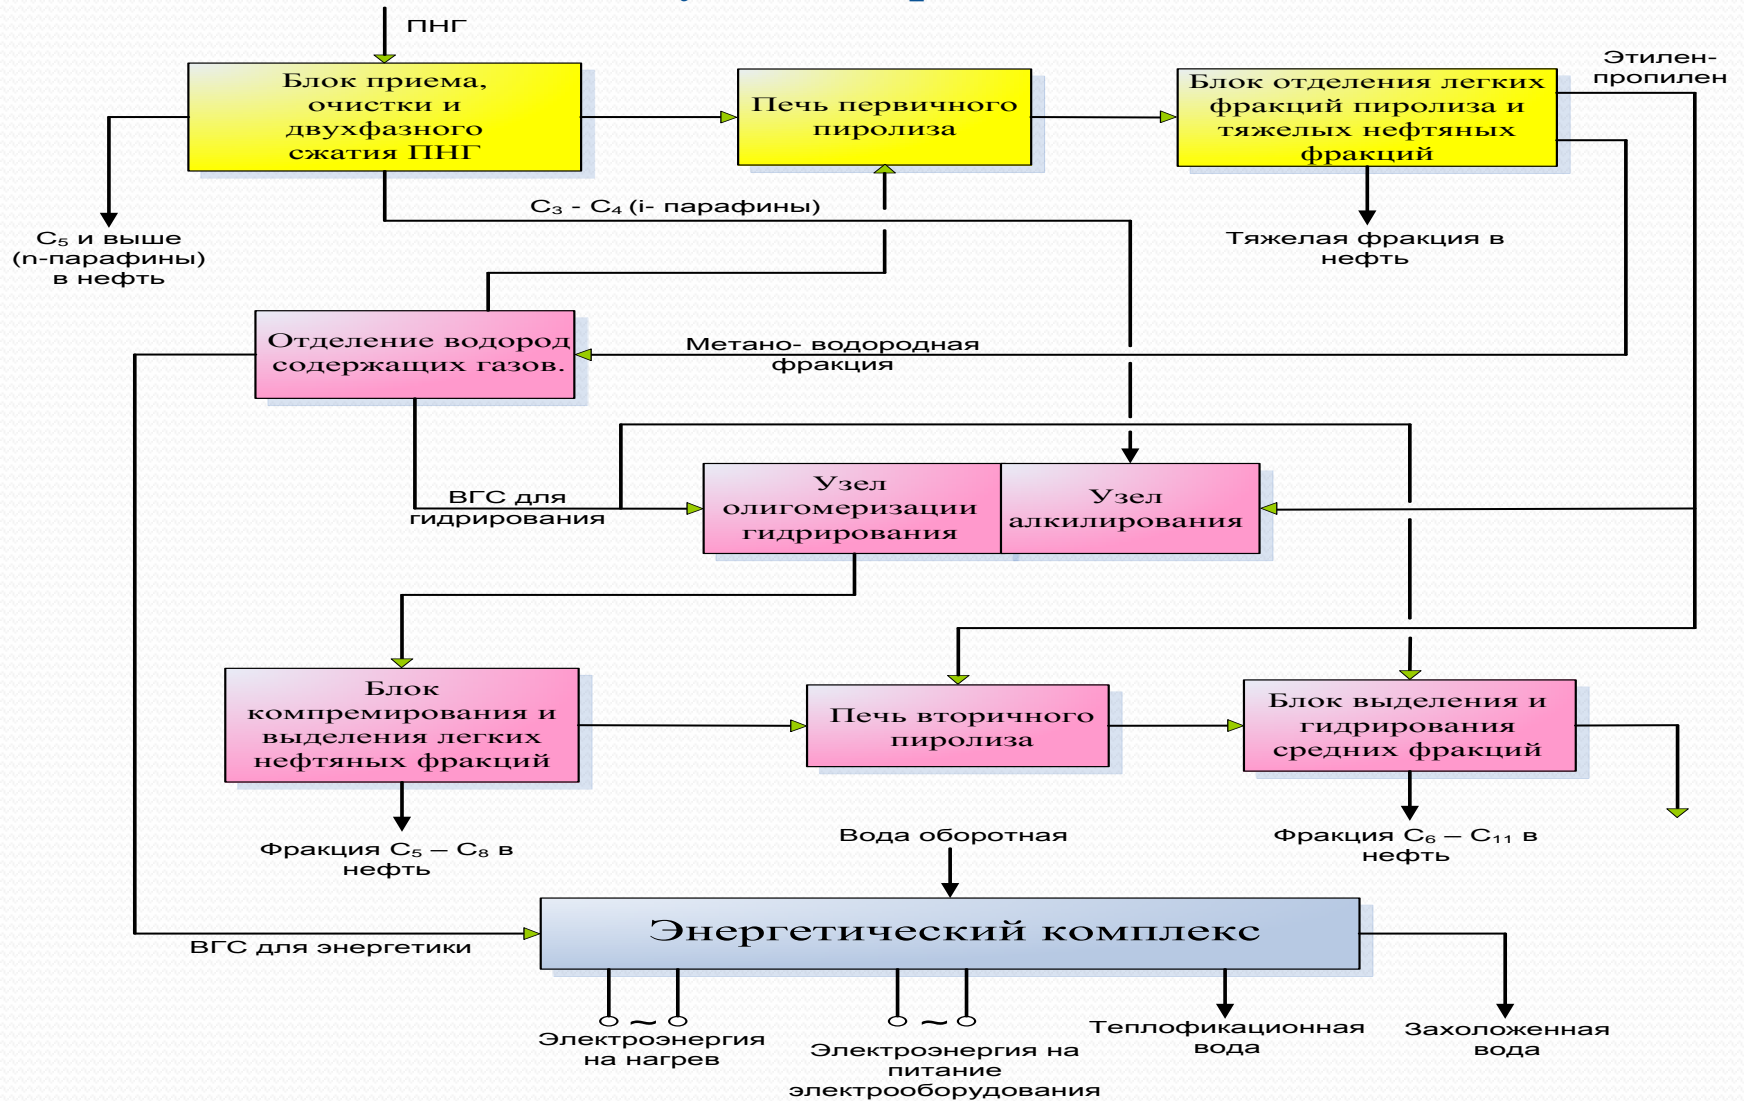 ПНГ
Этилен-
пропилен
Блок приема,
очистки и
двухфазного
сжатия ПНГ
Печь первичного
пиролиза
Блок отделения легких
фракций пиролиза и
тяжелых нефтяных
фракций
C₃ - C₄ (i- парафины)
C₅ и выше
(n-парафины)
в нефть
Тяжелая фракция в
нефть
Отделение водород
содержащих газов.
Метано- водородная
фракция
ВГС для
гидрирования
Узел
олигомеризации
гидрирования
Узел
алкилирования
Блок
компремирования и
выделения легких
нефтяных фракций
Печь вторичного
пиролиза
Блок выделения и
гидрирования
средних фракций
Фракция C₅ – C₈ в
нефть
Вода оборотная
Фракция C₆ – C₁₁ в
нефть
ВГС для энергетики
Энергетический комплекс
~
~
Электроэнергия
на нагрев
Электроэнергия на
питание
электрооборудования
Теплофикационная
вода
Захоложенная
вода